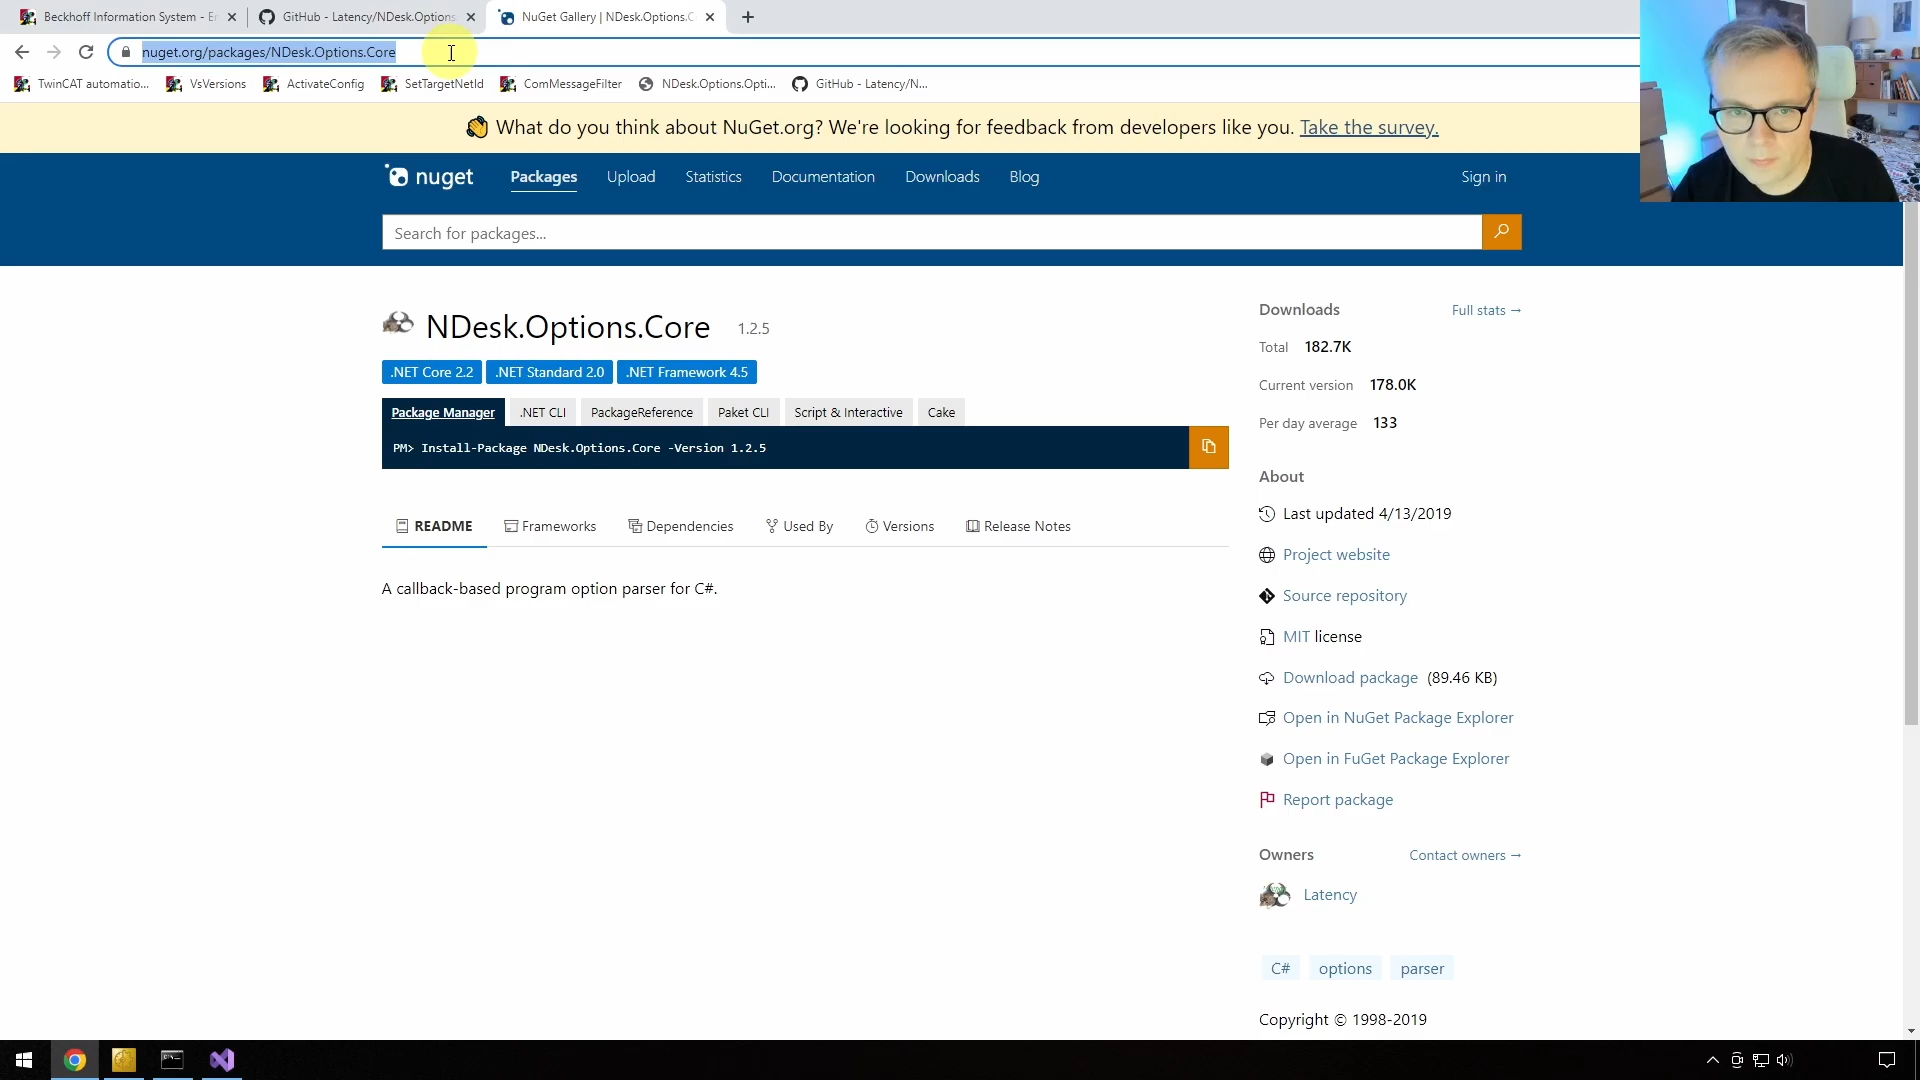 Beckhoff Information System - Er
GitHub - Latency/NDesk.Options
NuGet Gallery | NDesk.Options.C
nuget.org/packages/NDesk.Options.Core
TwinCAT automatio...
VsVersions
ActivateConfig
SetTargetNetId
ComMessageFilter
NDesk.Options.Opti...
GitHub - Latency/N...
What do you think about NuGet.org? We're looking for feedback from developers like you. Take the survey.
nuget
Packages
Upload
Statistics
Documentation
Downloads
Blog
Sign in
Search for packages...
NDesk.Options.Core 1.2.5
.NET Core 2.2
.NET Standard 2.0
.NET Framework 4.5
Package Manager
.NET CLI
PackageReference
Paket CLI
Script & Interactive
Cake
PM> Install-Package NDesk.Options.Core -Version 1.2.5
README
Frameworks
Dependencies
Used By
Versions
Release Notes
A callback-based program option parser for C#.
Downloads
Full stats →
Total 182.7K
Current version 178.0K
Per day average 133
About
Last updated 4/13/2019
Project website
Source repository
MIT license
Download package (89.46 KB)
Open in NuGet Package Explorer
Open in FuGet Package Explorer
Report package
Owners
Contact owners →
Latency
C#
options
parser
Copyright © 1998-2019